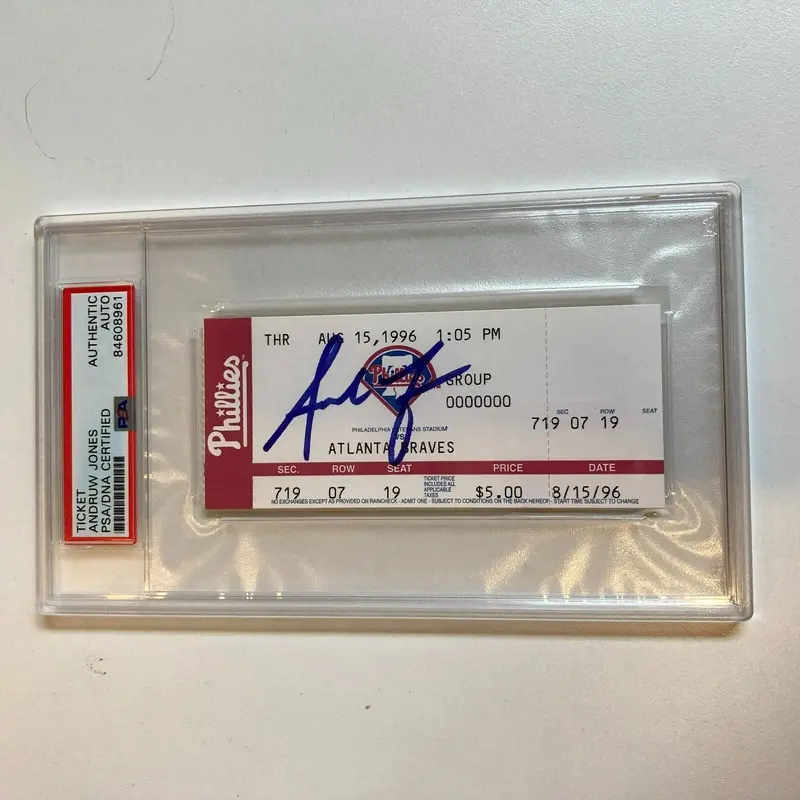 TICKET
ANDRUW JONES
PSA/DNA CERTIFIED
AUTHENTIC
AUTO
84608961
PSA
Phillies
THR AUG 15,1996 1:05 PM
Phillies
GROUP
0000000
PHILADELPHIA VETERANS STADIUM
VS
ATLANTA BRAVES
SEC. ROW SEAT PRICE DATE
719 07 19 TICKET PRICE
INCLUDES ALL
APPLICABLE
TAXES
$5.00 8/15/96
NO EXCHANGES EXCEPT AS PROVIDED ON RAINCHECK - ADMIT ONE - SUBJECT TO CONDITIONS ON THE BACK HEREOF - START TIME SUBJECT TO CHANGE
SEC ROW SEAT
719 07 19